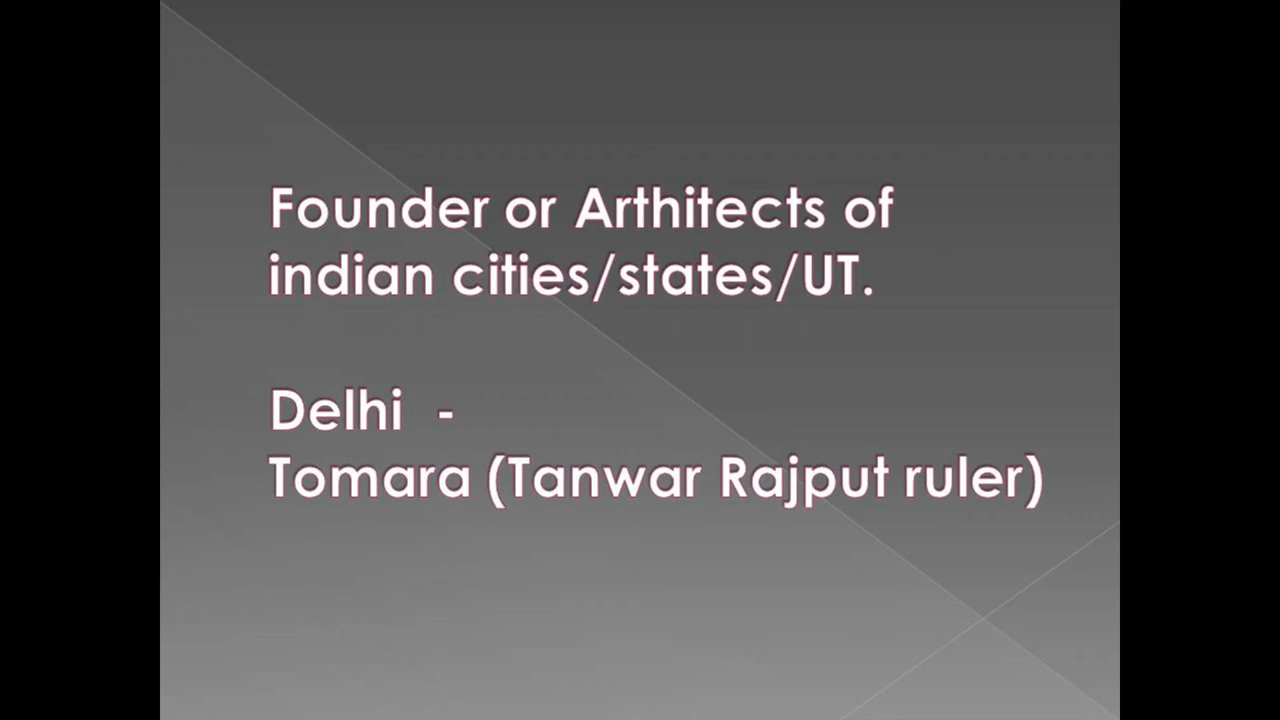 Founder or Arthitects of
indian cities/states/UT.
Delhi -
Tomara (Tanwar Rajput ruler)